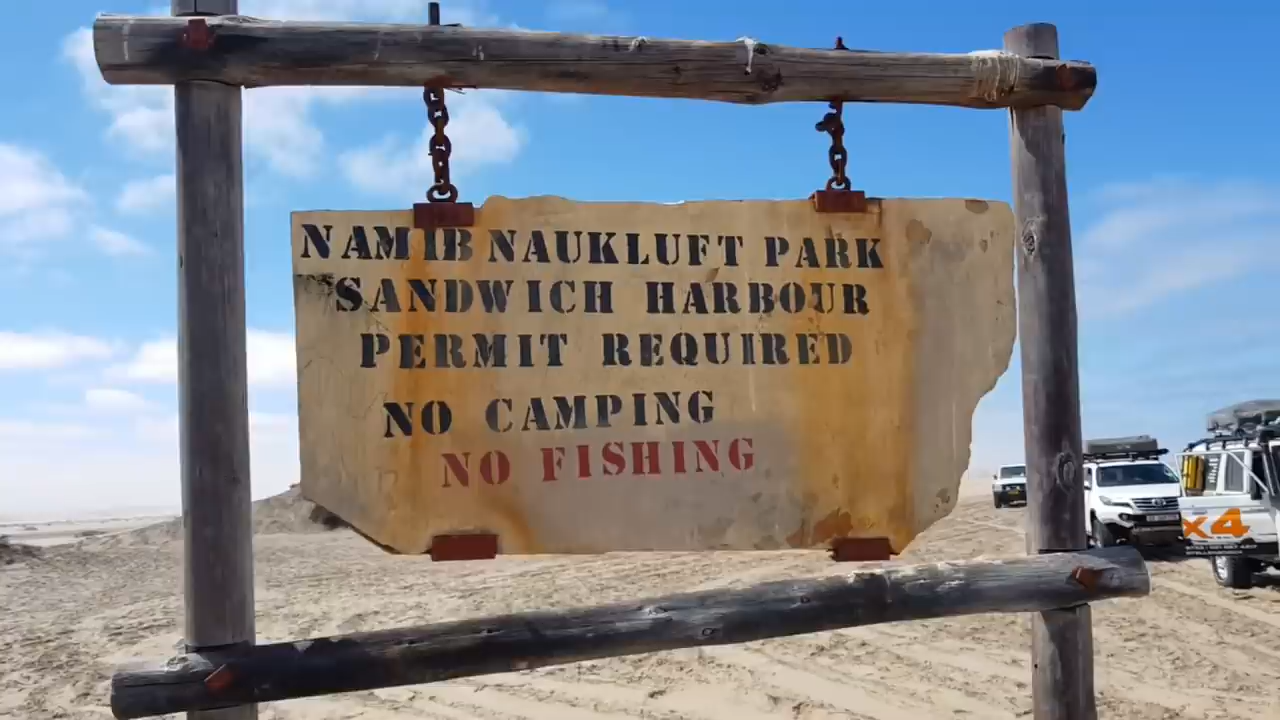 NAMIB NAUKLUFT PARK
SANDWICH HARBOUR
PERMIT REQUIRED
NO CAMPING
NO FISHING
x4